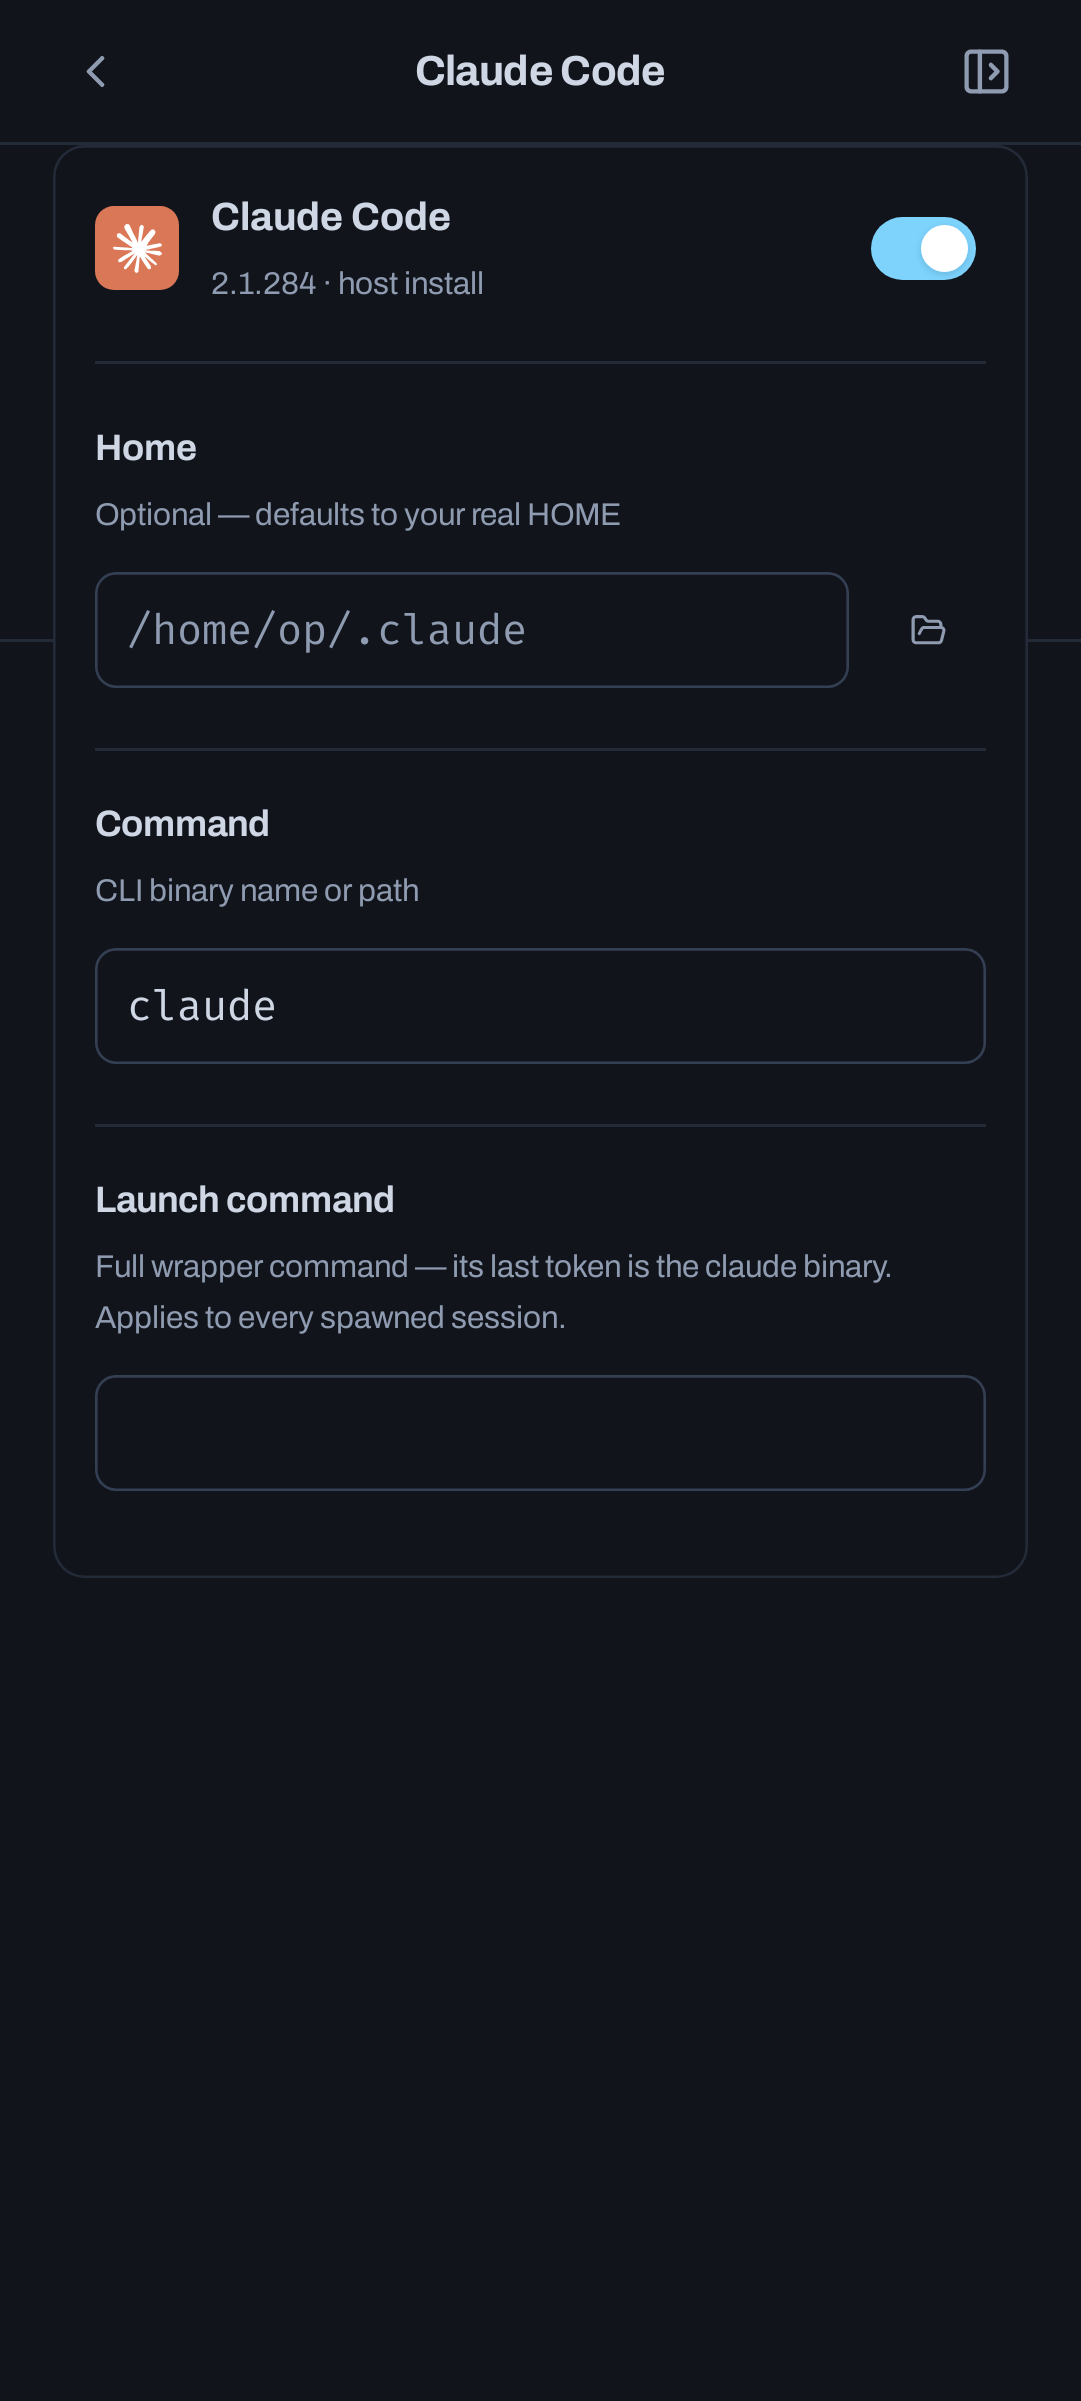 Claude Code
Claude Code
2.1.284 · host install
Home
Optional — defaults to your real HOME
/home/op/.claude
Command
CLI binary name or path
claude
Launch command
Full wrapper command — its last token is the claude binary.
Applies to every spawned session.